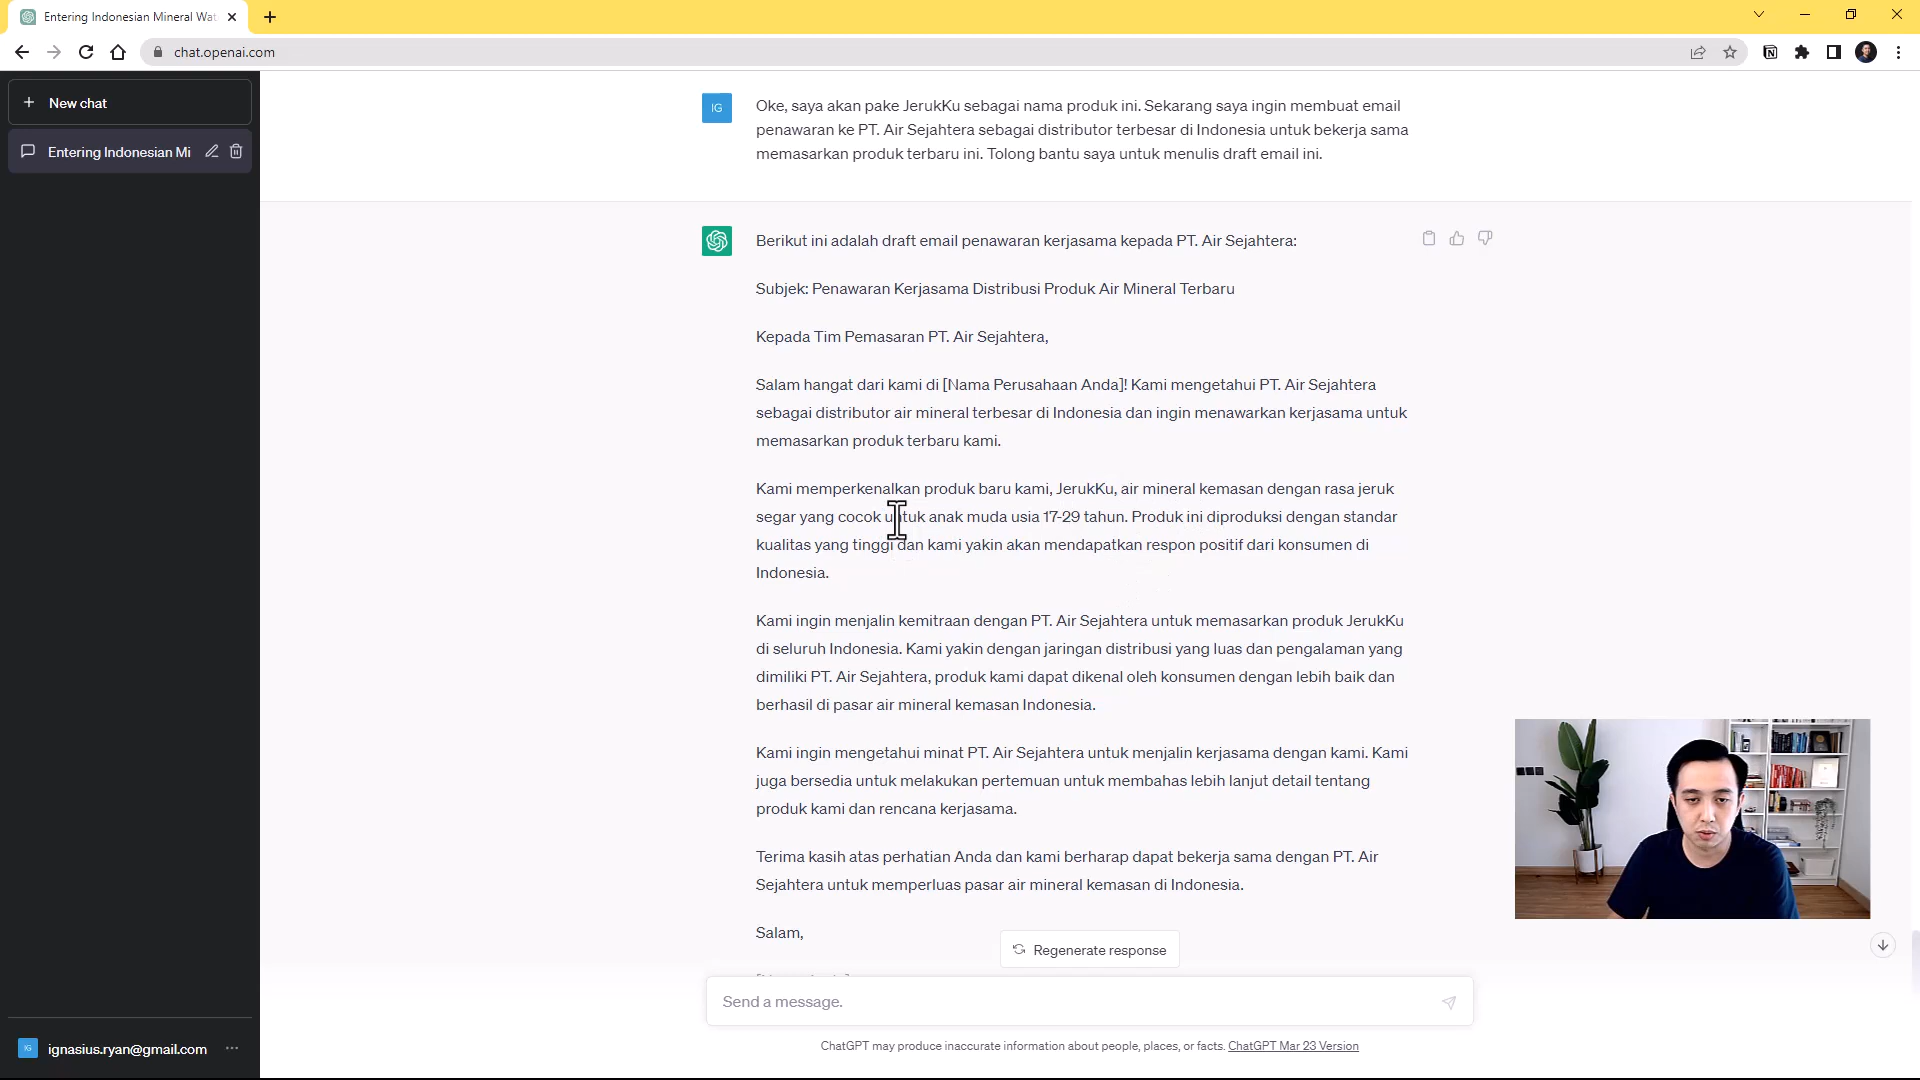 Entering Indonesian Mineral Wat
chat.openai.com
New chat
Entering Indonesian Mi
IG
Oke, saya akan pake JerukKu sebagai nama produk ini. Sekarang saya ingin membuat email
penawaran ke PT. Air Sejahtera sebagai distributor terbesar di Indonesia untuk bekerja sama
memasarkan produk terbaru ini. Tolong bantu saya untuk menulis draft email ini.
Berikut ini adalah draft email penawaran kerjasama kepada PT. Air Sejahtera:
Subjek: Penawaran Kerjasama Distribusi Produk Air Mineral Terbaru
Kepada Tim Pemasaran PT. Air Sejahtera,
Salam hangat dari kami di [Nama Perusahaan Anda]! Kami mengetahui PT. Air Sejahtera
sebagai distributor air mineral terbesar di Indonesia dan ingin menawarkan kerjasama untuk
memasarkan produk terbaru kami.
Kami memperkenalkan produk baru kami, JerukKu, air mineral kemasan dengan rasa jeruk
segar yang cocok untuk anak muda usia 17-29 tahun. Produk ini diproduksi dengan standar
kualitas yang tinggi dan kami yakin akan mendapatkan respon positif dari konsumen di
Indonesia.
Kami ingin menjalin kemitraan dengan PT. Air Sejahtera untuk memasarkan produk JerukKu
di seluruh Indonesia. Kami yakin dengan jaringan distribusi yang luas dan pengalaman yang
dimiliki PT. Air Sejahtera, produk kami dapat dikenal oleh konsumen dengan lebih baik dan
berhasil di pasar air mineral kemasan Indonesia.
Kami ingin mengetahui minat PT. Air Sejahtera untuk menjalin kerjasama dengan kami. Kami
juga bersedia untuk melakukan pertemuan untuk membahas lebih lanjut detail tentang
produk kami dan rencana kerjasama.
Terima kasih atas perhatian Anda dan kami berharap dapat bekerja sama dengan PT. Air
Sejahtera untuk memperluas pasar air mineral kemasan di Indonesia.
Salam,
Regenerate response
Send a message.
ChatGPT may produce inaccurate information about people, places, or facts. ChatGPT Mar 23 Version
IG
ignasius.ryan@gmail.com